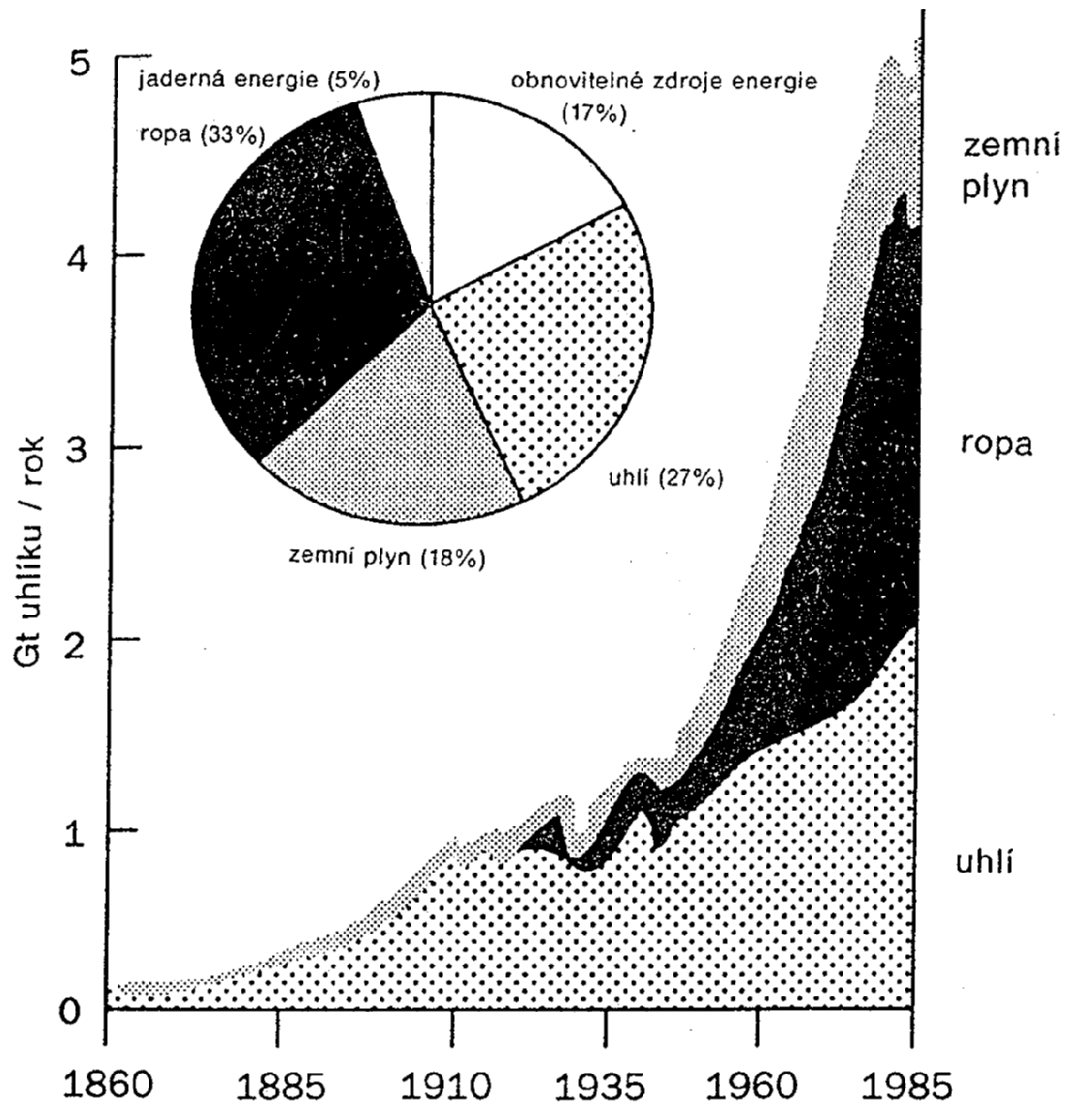 5
jaderná energie (5%)
obnovitelné zdroje energie
(17%)
ropa (33%)
zemní
plyn
4
3
ropa
uhlí (27%)
zemní plyn (18%)
Gt uhlíku / rok
2
1
uhlí
0
1860 1885 1910 1935 1960 1985